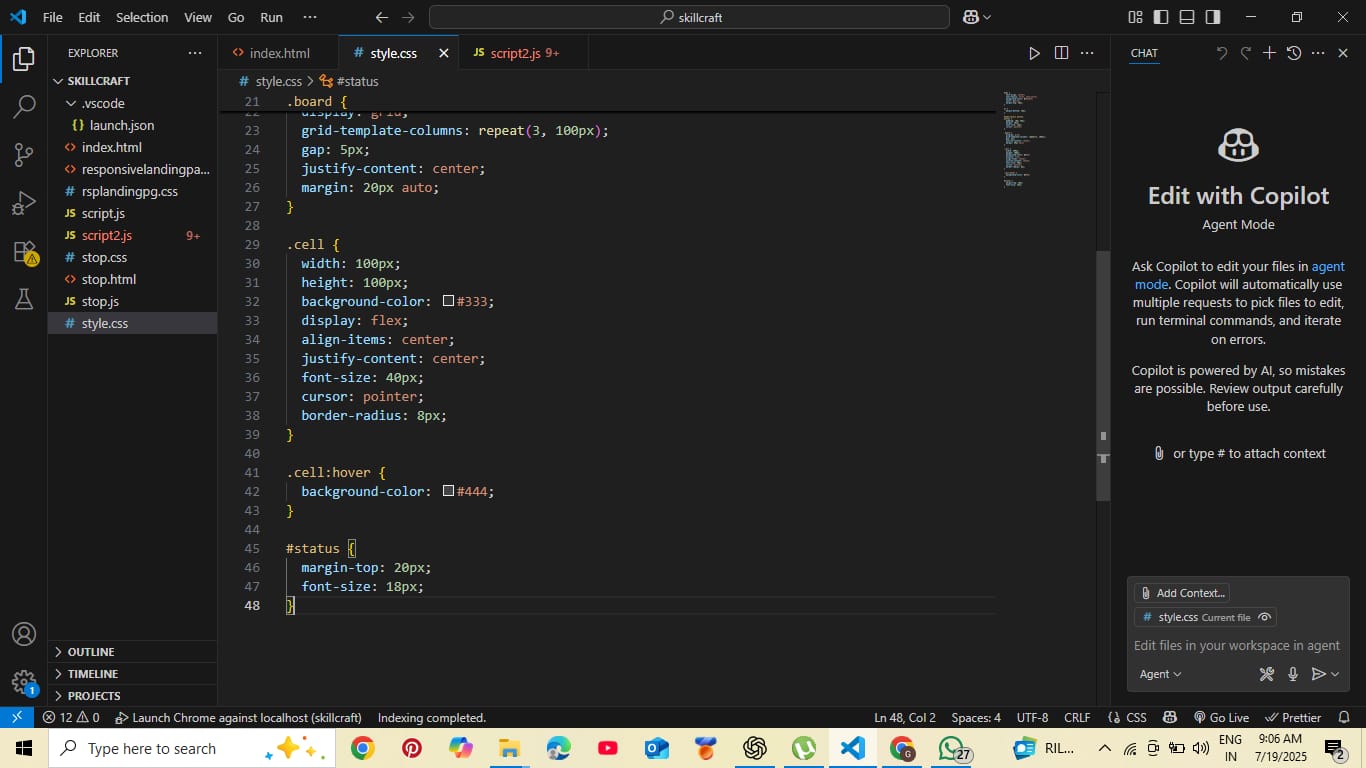 File Edit Selection View Go Run ··· skillcraft
EXPLORER ···
SKILLCRAFT
.vscode
{} launch.json
<> index.html
<> responsivelandingpa...
# rsplandingpg.css
JS script.js
JS script2.js 9+
# stop.css
<> stop.html
JS stop.js
# style.css
OUTLINE
TIMELINE
PROJECTS
1
<> index.html # style.css JS script2.js 9+ ···
# style.css > #status
21 .board {
22 display: grid;
23 grid-template-columns: repeat(3, 100px);
24 gap: 5px;
25 justify-content: center;
26 margin: 20px auto;
27 }
28
29 .cell {
30 width: 100px;
31 height: 100px;
32 background-color: #333;
33 display: flex;
34 align-items: center;
35 justify-content: center;
36 font-size: 40px;
37 cursor: pointer;
38 border-radius: 8px;
39 }
40
41 .cell:hover {
42 background-color: #444;
43 }
44
45 #status {
46 margin-top: 20px;
47 font-size: 18px;
48 }
CHAT ···
Edit with Copilot
Agent Mode
Ask Copilot to edit your files in agent
mode. Copilot will automatically use
multiple requests to pick files to edit,
run terminal commands, and iterate
on errors.
Copilot is powered by AI, so mistakes
are possible. Review output carefully
before use.
or type # to attach context
Add Context...
# style.css Current file
Edit files in your workspace in agent
Agent
12 0 Launch Chrome against localhost (skillcraft) Indexing completed. Ln 48, Col 2 Spaces: 4 UTF-8 CRLF {} CSS Go Live Prettier
Type here to search G 27 RIL... ENG 9:06 AM
IN 7/19/2025 2